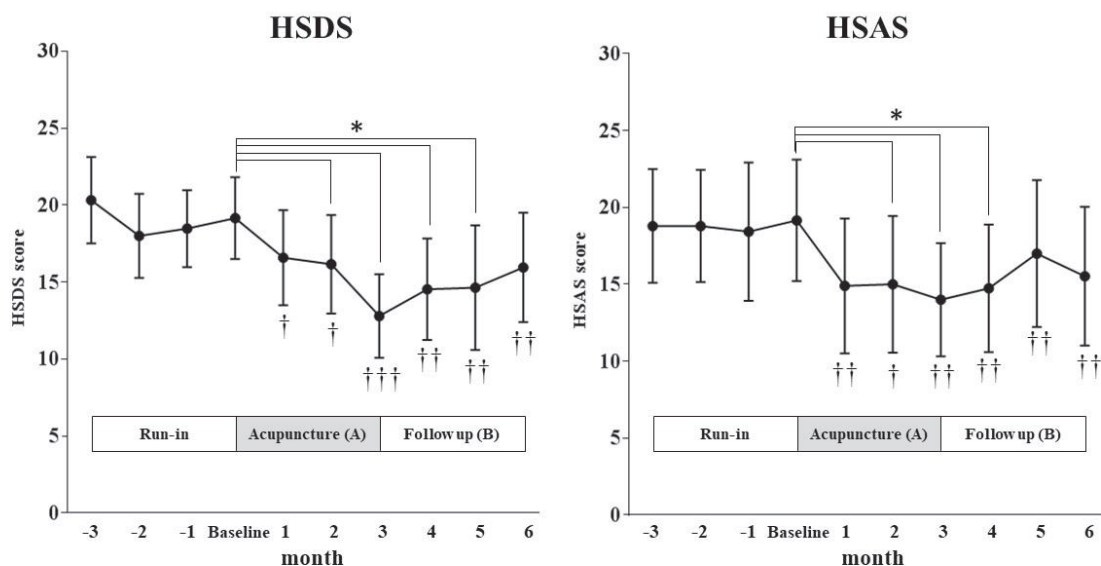 HSDS
30
25
20
15
10
5
0
HSDS score
*
†
†
†††
††
††
††
Run-in
Acupuncture (A)
Follow up (B)
-3 -2 -1 Baseline 1 2 3 4 5 6
month
HSAS
30
25
20
15
10
5
0
HSAS score
*
††
†
††
††
††
††
Run-in
Acupuncture (A)
Follow up (B)
-3 -2 -1 Baseline 1 2 3 4 5 6
month